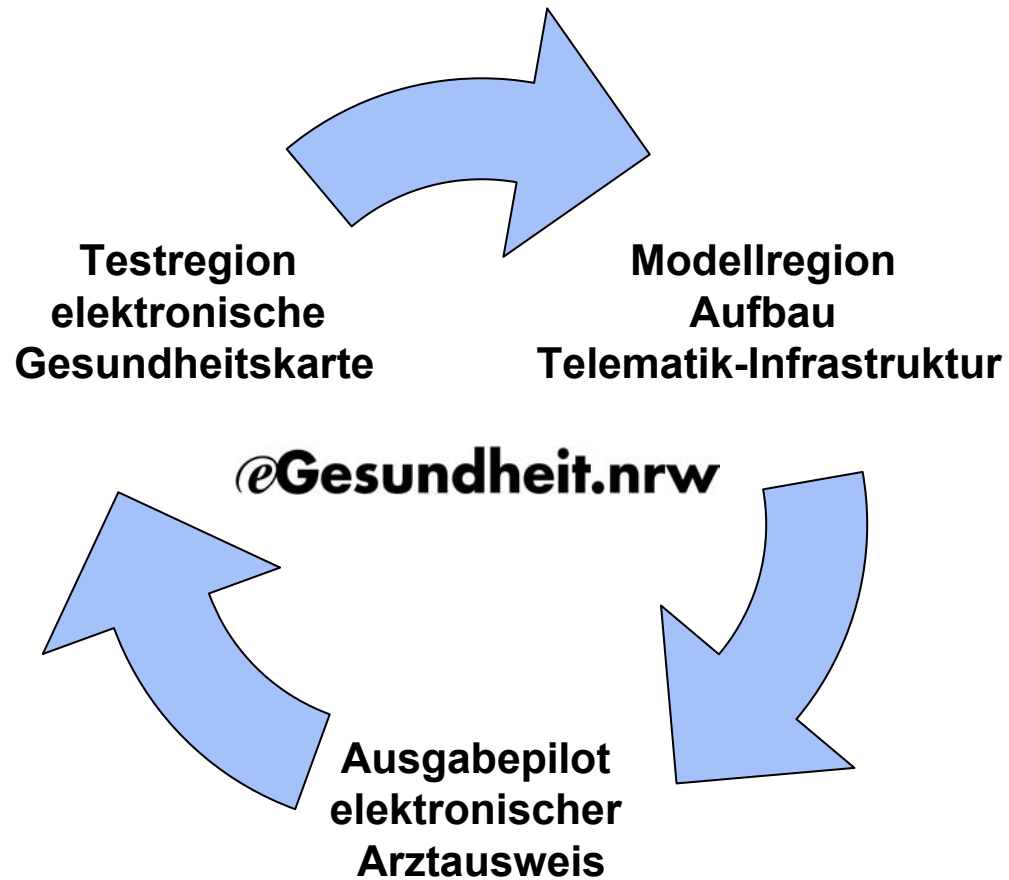 Testregion
elektronische
Gesundheitskarte
Modellregion
Aufbau
Telematik-Infrastruktur
eGesundheit.nrw
Ausgabepilot
elektronischer
Arztausweis